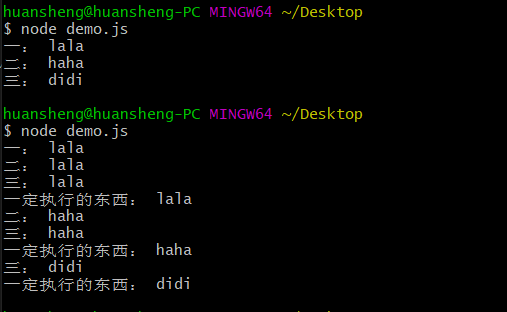 huansheng@huansheng-PC MINGW64 ~/Desktop
$ node demo.js
一： lala
二： haha
三： didi
huansheng@huansheng-PC MINGW64 ~/Desktop
$ node demo.js
一： lala
二： lala
三： lala
一定执行的东西： lala
二： haha
三： haha
一定执行的东西： haha
三： didi
一定执行的东西： didi